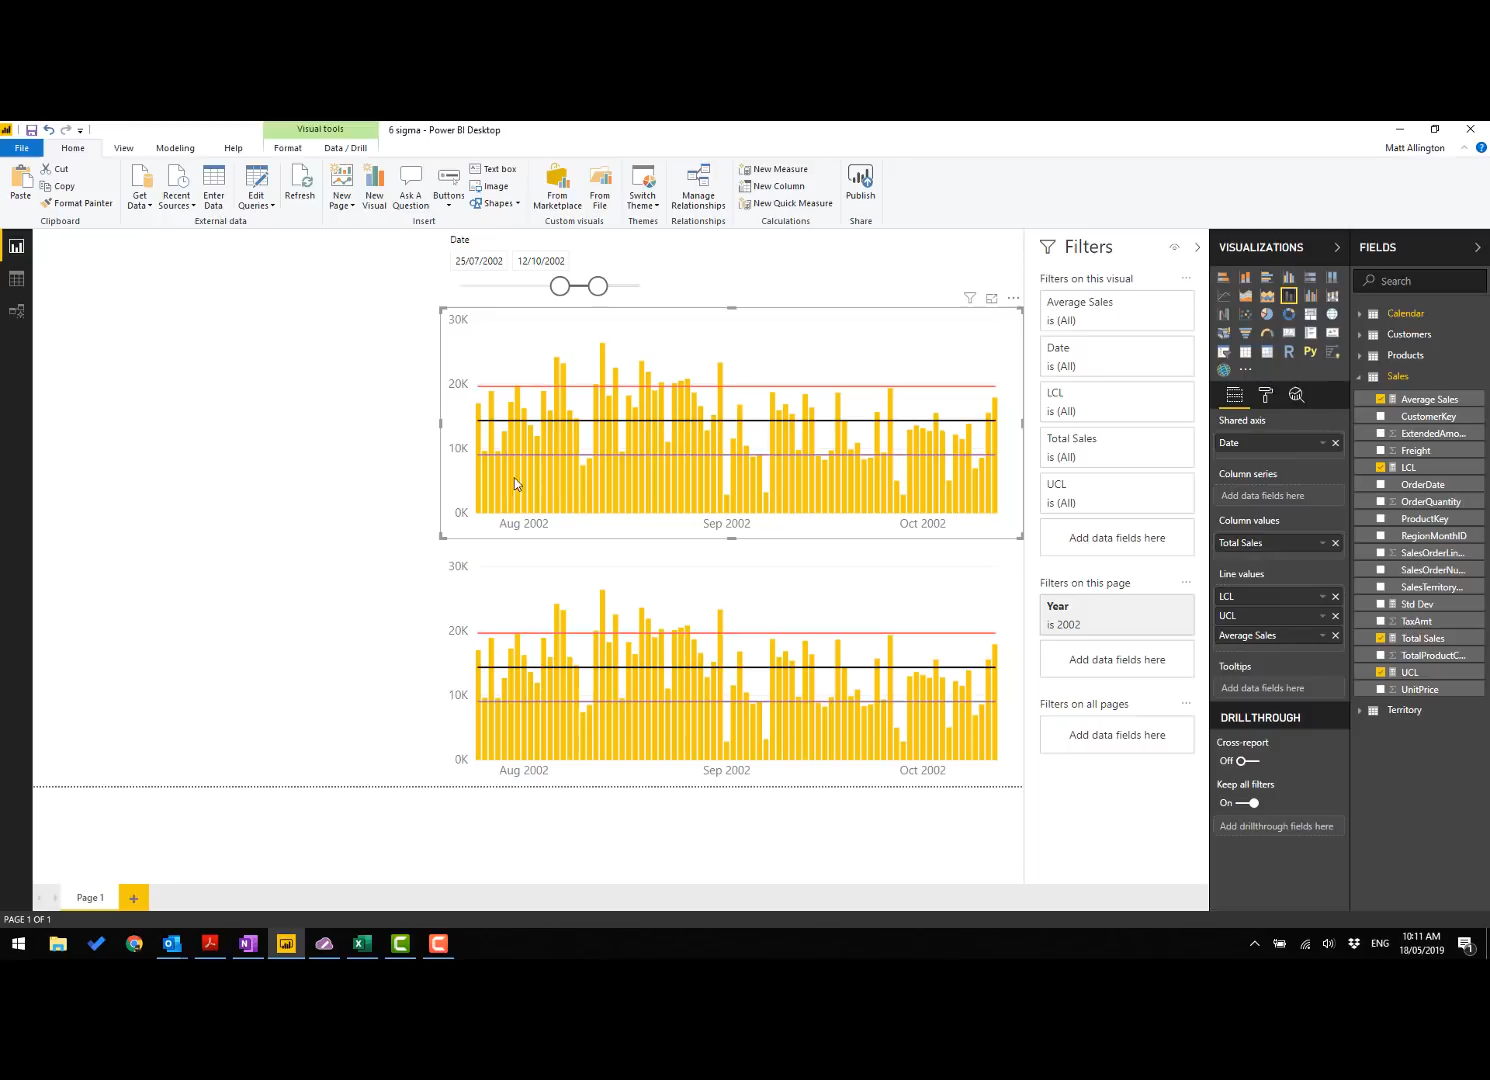 Visual tools
6 sigma - Power BI Desktop
File
Home
View
Modeling
Help
Format
Data / Drill
Matt Allington
Paste
Cut
Copy
Format Painter
Clipboard
Get Data
Recent Sources
Enter Data
Edit Queries
Refresh
External data
New Page
New Visual
Ask A Question
Buttons
Text box
Image
Shapes
Insert
From Marketplace
From File
Custom visuals
Switch Theme
Themes
Manage Relationships
Relationships
New Measure
New Column
New Quick Measure
Calculations
Publish
Share
Date
25/07/2002
12/10/2002
30K
20K
10K
0K
Aug 2002
Sep 2002
Oct 2002
30K
20K
10K
0K
Aug 2002
Sep 2002
Oct 2002
Filters
Filters on this visual
...
Average Sales
is (All)
Date
is (All)
LCL
is (All)
Total Sales
is (All)
UCL
is (All)
Add data fields here
Filters on this page
...
Year
is 2002
Add data fields here
Filters on all pages
...
Add data fields here
VISUALIZATIONS
R
Py
...
Shared axis
Date
Column series
Add data fields here
Column values
Total Sales
Line values
LCL
UCL
Average Sales
Tooltips
Add data fields here
DRILLTHROUGH
Cross-report
Off
Keep all filters
On
Add drillthrough fields here
FIELDS
Search
Calendar
Customers
Products
Sales
Average Sales
CustomerKey
ExtendedAmo...
Freight
LCL
OrderDate
OrderQuantity
ProductKey
RegionMonthID
SalesOrderLin...
SalesOrderNu...
SalesTerritory...
Std Dev
TaxAmt
Total Sales
TotalProductC...
UCL
UnitPrice
Territory
Page 1
PAGE 1 OF 1
ENG
10:11 AM
18/05/2019